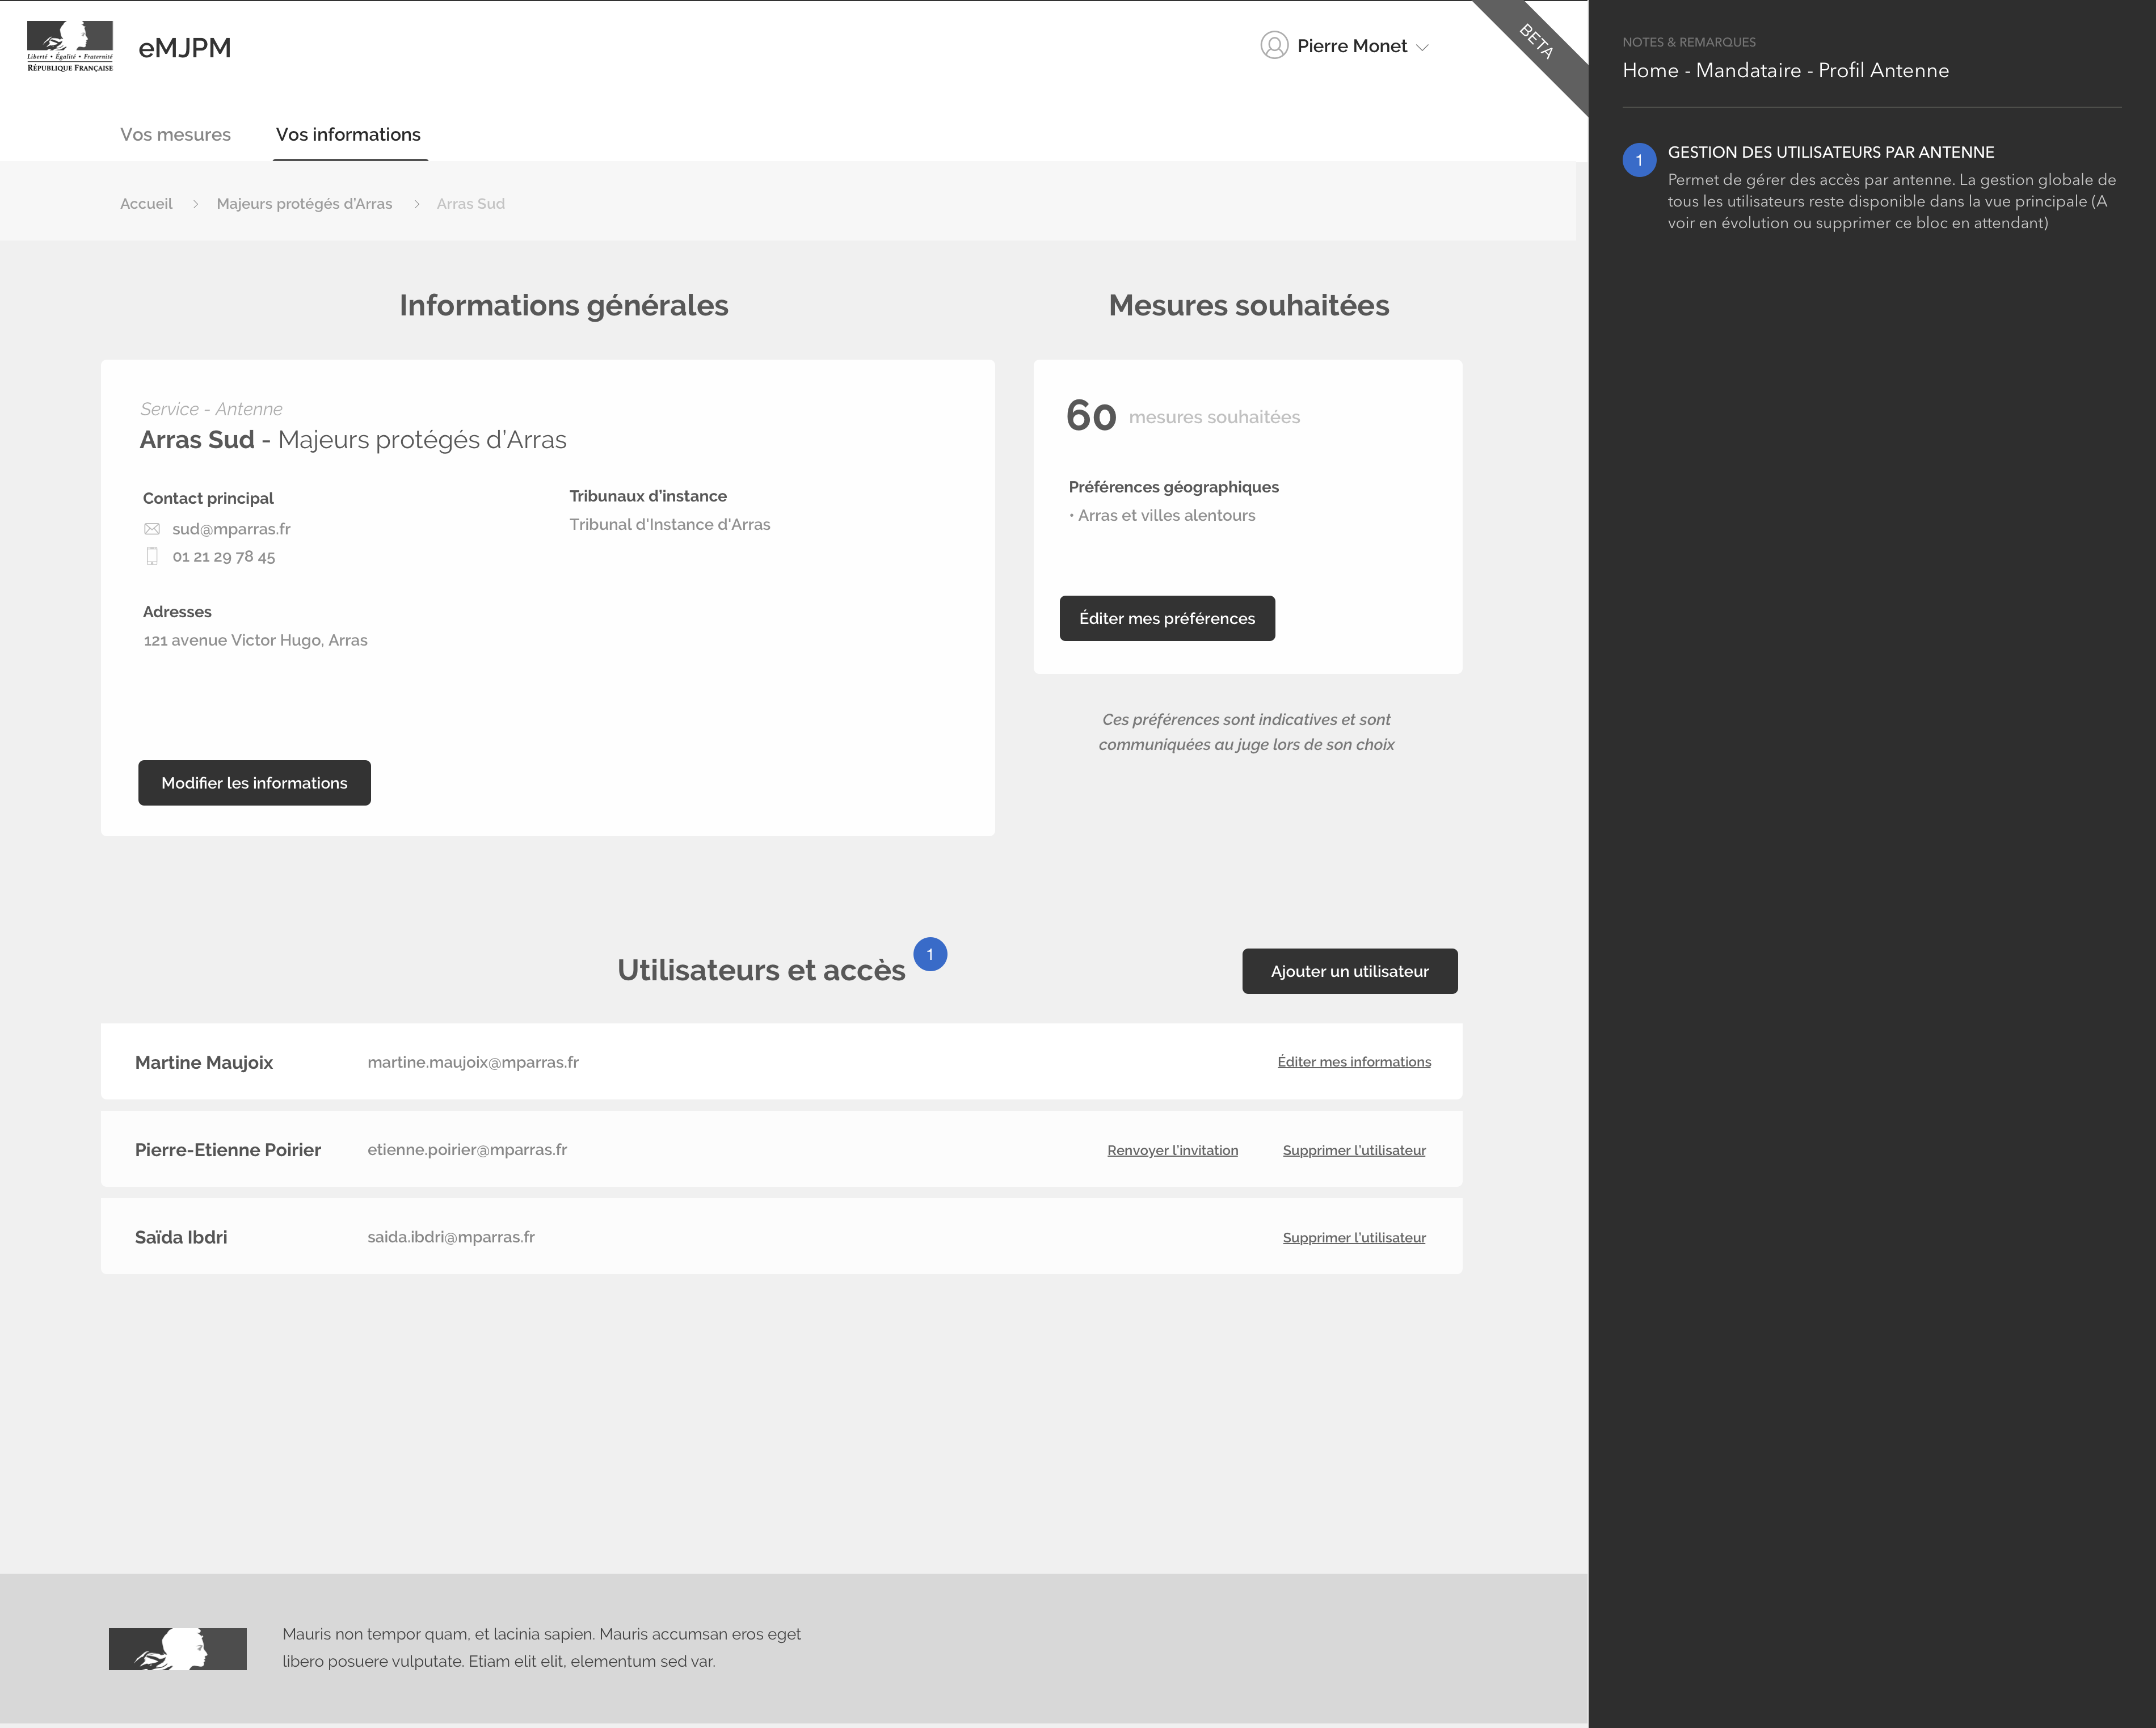 Liberté • Égalité • Fraternité
RÉPUBLIQUE FRANÇAISE
eMJPM
Pierre Monet
BETA
Vos mesures
Vos informations
Accueil > Majeurs protégés d'Arras > Arras Sud
Informations générales
Service - Antenne
Arras Sud - Majeurs protégés d'Arras
Contact principal
sud@mparras.fr
01 21 29 78 45
Adresses
121 avenue Victor Hugo, Arras
Tribunaux d'instance
Tribunal d'Instance d'Arras
Modifier les informations
Mesures souhaitées
60 mesures souhaitées
Préférences géographiques
• Arras et villes alentours
Éditer mes préférences
Ces préférences sont indicatives et sont
communiquées au juge lors de son choix
Utilisateurs et accès
1
Ajouter un utilisateur
Martine Maujoix martine.maujoix@mparras.fr Éditer mes informations
Pierre-Etienne Poirier etienne.poirier@mparras.fr Renvoyer l'invitation Supprimer l'utilisateur
Saïda Ibdri saida.ibdri@mparras.fr Supprimer l'utilisateur
Mauris non tempor quam, et lacinia sapien. Mauris accumsan eros eget
libero posuere vulputate. Etiam elit elit, elementum sed var.
NOTES & REMARQUES
Home - Mandataire - Profil Antenne
1
GESTION DES UTILISATEURS PAR ANTENNE
Permet de gérer des accès par antenne. La gestion globale de
tous les utilisateurs reste disponible dans la vue principale (A
voir en évolution ou supprimer ce bloc en attendant)